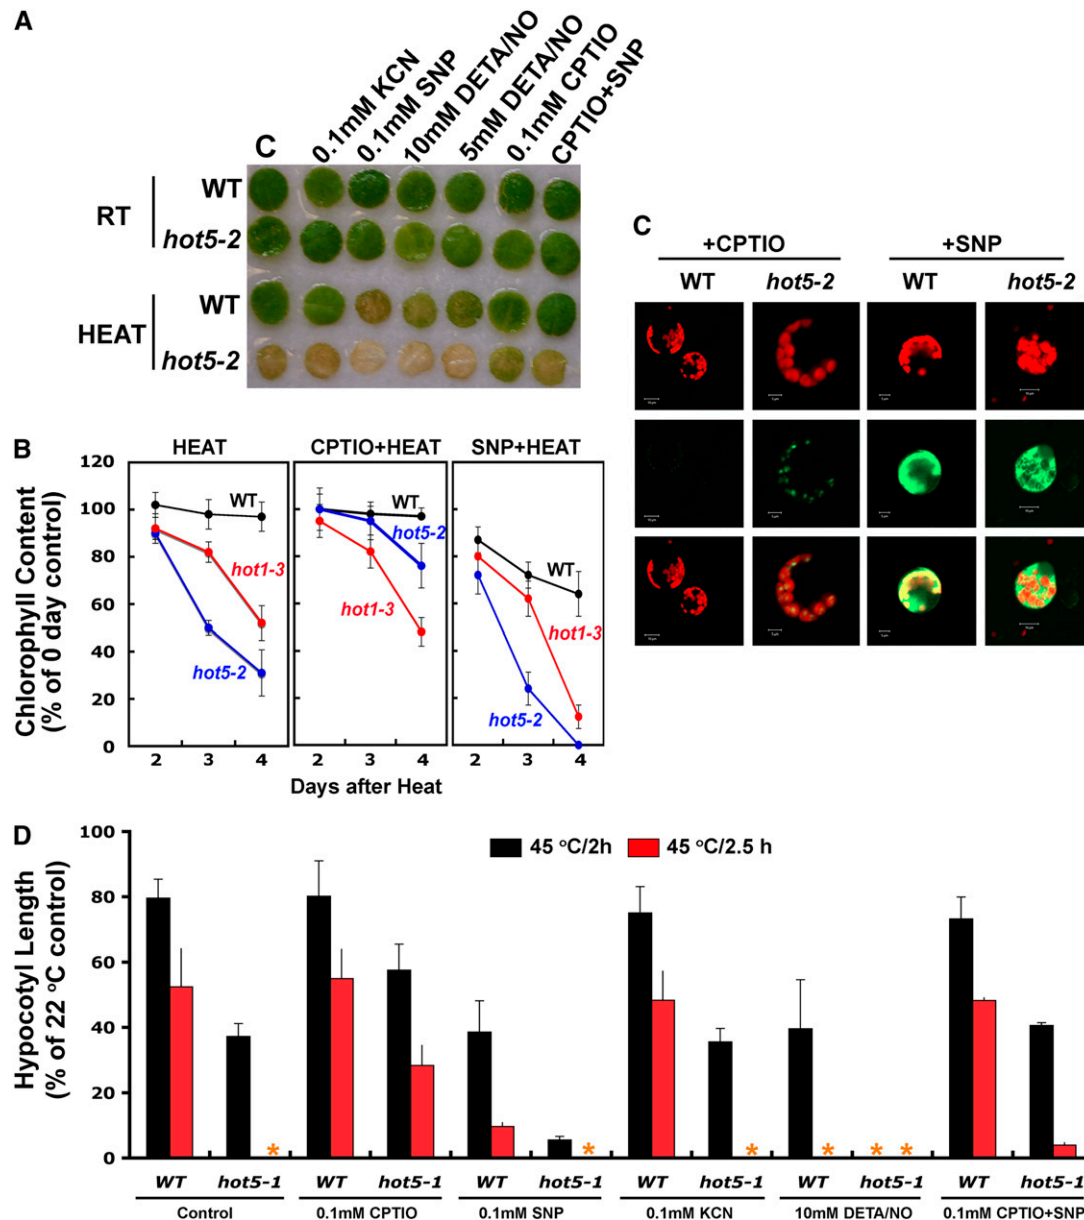 A
C
0.1mM KCN
0.1mM SNP
10mM DETA/NO
5mM DETA/NO
0.1mM CPTIO
CPTIO+SNP
RT
WT
hot5-2
HEAT
WT
hot5-2
B
HEAT
CPTIO+HEAT
SNP+HEAT
Chlorophyll Content
(% of 0 day control)
120
100
80
60
40
20
0
WT
hot1-3
hot5-2
WT
hot5-2
hot1-3
WT
hot1-3
hot5-2
2 3 4 2 3 4 2 3 4
Days after Heat
C
+CPTIO +SNP
WT hot5-2 WT hot5-2
D
Hypocotyl Length
(% of 22 °C control)
100
80
60
40
20
0
45 °C/2h 45 °C/2.5 h
* * * * * *
WT hot5-1 WT hot5-1 WT hot5-1 WT hot5-1 WT hot5-1 WT hot5-1
Control 0.1mM CPTIO 0.1mM SNP 0.1mM KCN 10mM DETA/NO 0.1mM CPTIO+SNP